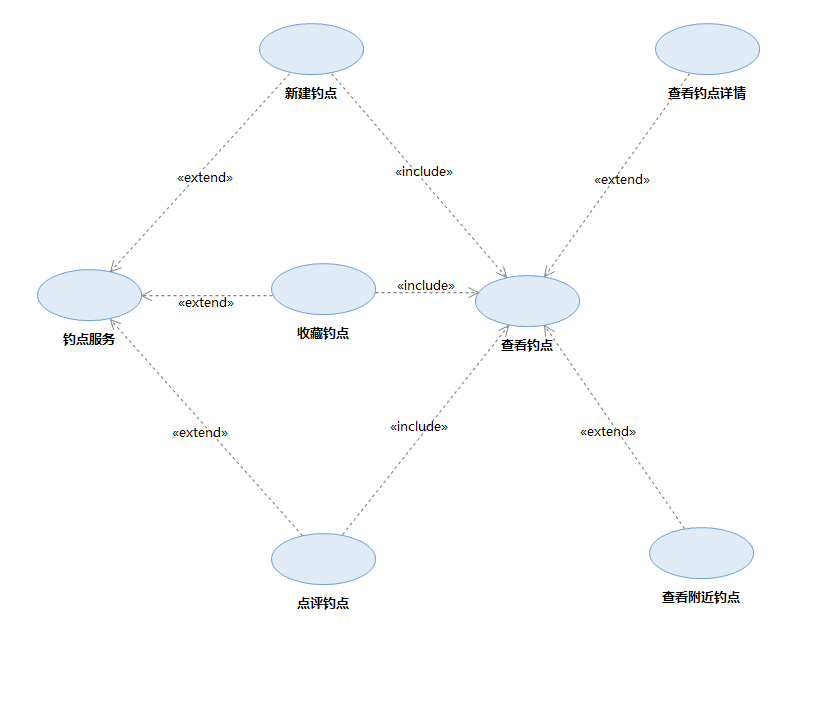 新建钓点
查看钓点详情
«extend»
«include»
«extend»
«extend»
«include»
钓点服务
收藏钓点
查看钓点
«extend»
«include»
«extend»
点评钓点
查看附近钓点